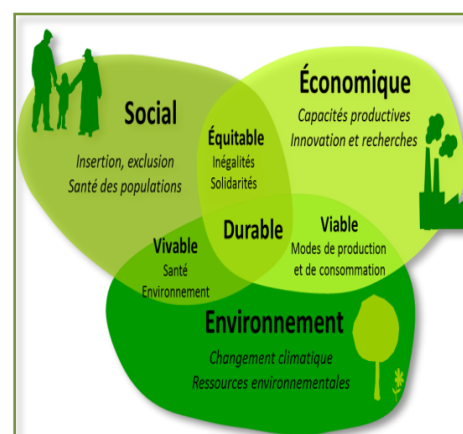 Social
Insertion, exclusion
Santé des populations
Économique
Capacités productives
Innovation et recherches
Équitable
Inégalités
Solidarités
Durable
Vivable
Santé
Environnement
Viable
Modes de production
et de consommation
Environnement
Changement climatique
Ressources environnementales